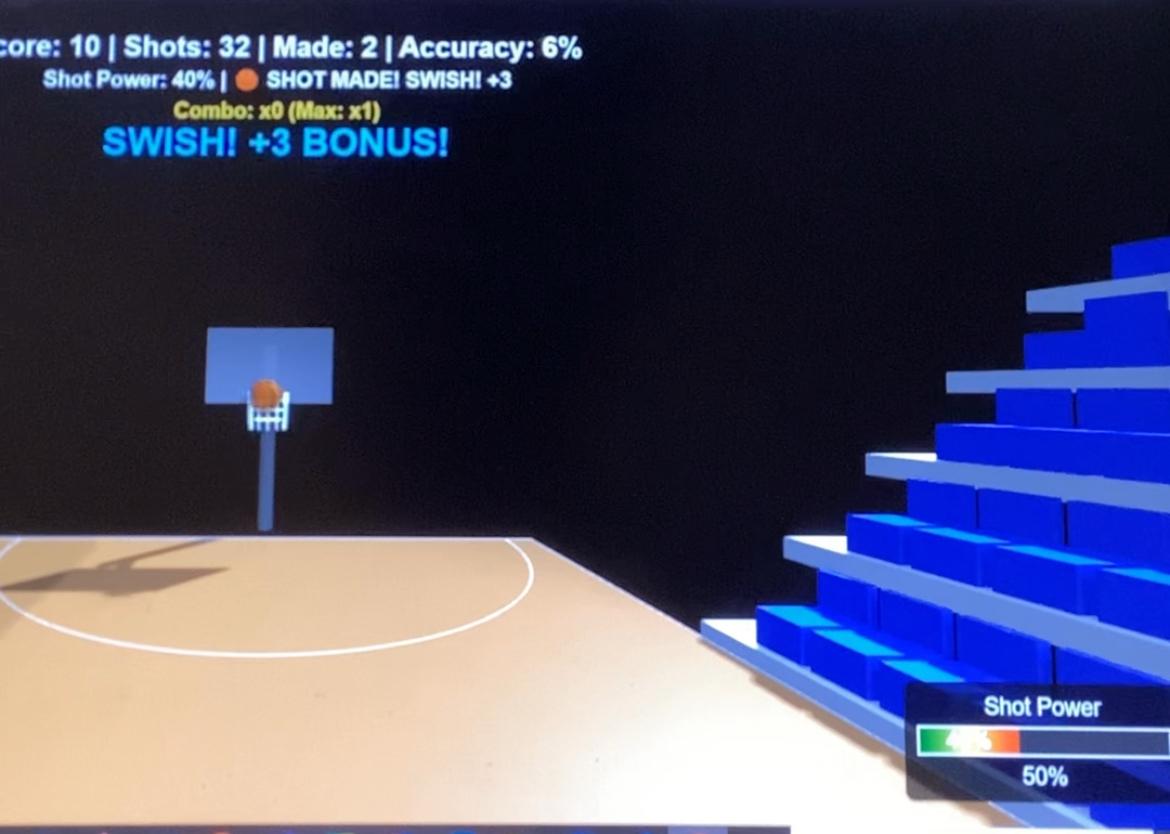 core: 10 | Shots: 32 | Made: 2 | Accuracy: 6%
Shot Power: 40% | 🏀 SHOT MADE! SWISH! +3
Combo: x0 (Max: x1)
SWISH! +3 BONUS!
Shot Power
40%
50%